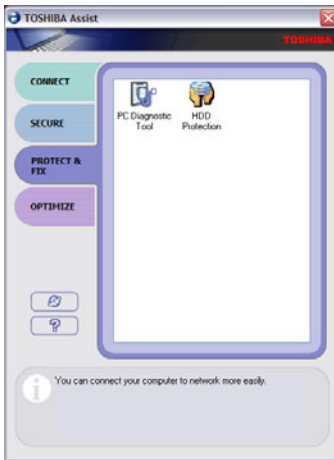 TOSHIBA Assist
TOSHIBA
CONNECT
SECURE
PROTECT &
FIX
OPTIMIZE
PC Diagnostic
Tool
HDD
Protection
?
i
You can connect your computer to network more easily.